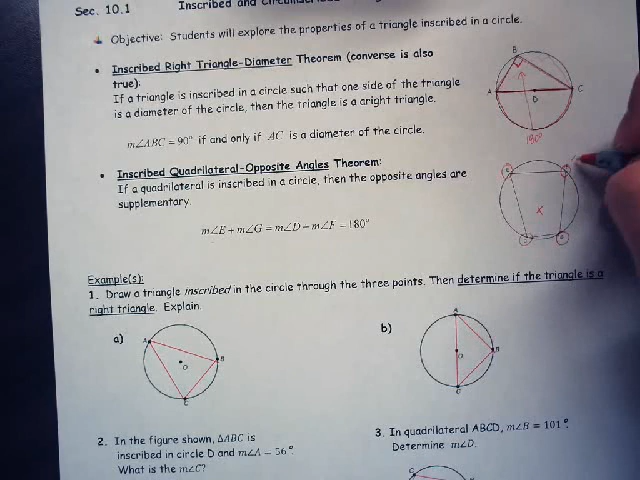 Sec. 10.1
Inscribed and
Objective: Students will explore the properties of a triangle inscribed in a circle.
Inscribed Right Triangle-Diameter Theorem (converse is also
true):
If a triangle is inscribed in a circle such that one side of the triangle
is a diameter of the circle, then the triangle is a aright triangle.
m∠ABC = 90° if and only if AC is a diameter of the circle.
B
A
C
D
180°
Inscribed Quadrilateral-Opposite Angles Theorem:
If a quadrilateral is inscribed in a circle, then the opposite angles are
supplementary.
m∠E + m∠G = m∠D + m∠F = 180°
Example(s):
1. Draw a triangle inscribed in the circle through the three points. Then determine if the triangle is a
right triangle. Explain.
a)
A
B
C
O
b)
A
B
C
O
2. In the figure shown, ΔABC is
inscribed in circle D and m∠A = 56°.
What is the m∠C?
3. In quadrilateral ABCD, m∠B = 101°.
Determine m∠D.